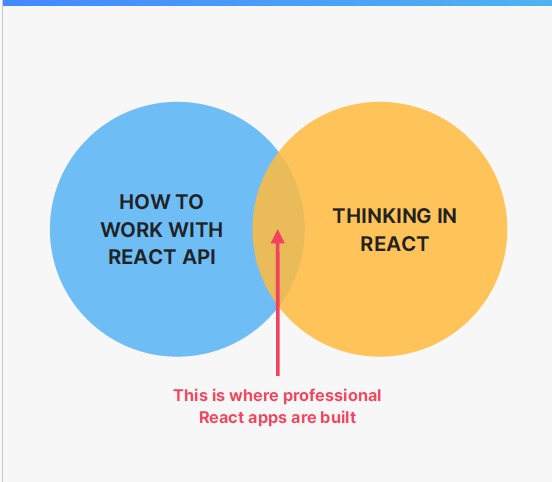 HOW TO
WORK WITH
REACT API
THINKING IN
REACT
This is where professional
React apps are built